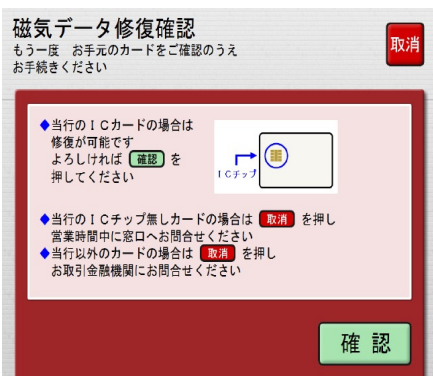 磁気データ修復確認
もう一度　お手元のカードをご確認のうえ
お手続きください
取消
◆当行のＩＣカードの場合は
修復が可能です
よろしければ 確認 を
押してください
ＩＣチップ
◆当行のＩＣチップ無しカードの場合は 取消 を押し
営業時間中に窓口へお問合せください
◆当行以外のカードの場合は 取消 を押し
お取引金融機関にお問合せください
確 認